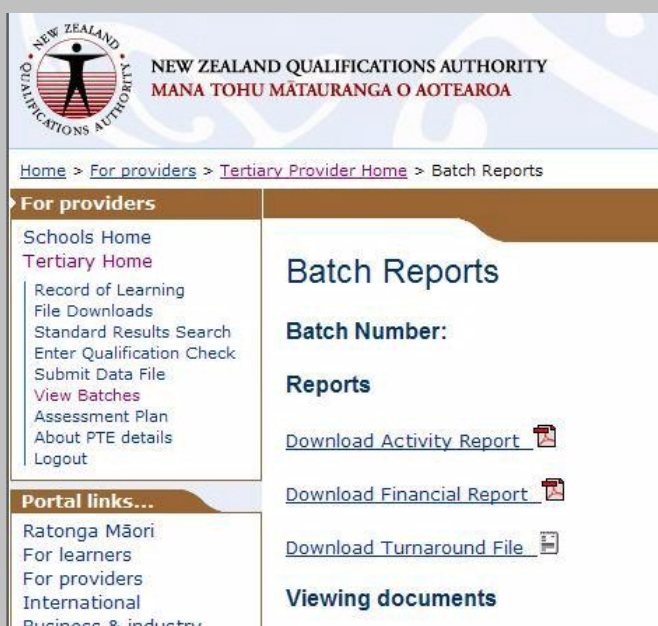 NEW ZEALAND
QUALIFICATIONS AUTHORITY
NEW ZEALAND QUALIFICATIONS AUTHORITY
MANA TOHU MĀTAURANGA O AOTEAROA
Home > For providers > Tertiary Provider Home > Batch Reports
For providers
Schools Home
Tertiary Home
Record of Learning
File Downloads
Standard Results Search
Enter Qualification Check
Submit Data File
View Batches
Assessment Plan
About PTE details
Logout
Portal links...
Ratonga Māori
For learners
For providers
International
Business & industry
Batch Reports
Batch Number:
Reports
Download Activity Report
Download Financial Report
Download Turnaround File
Viewing documents